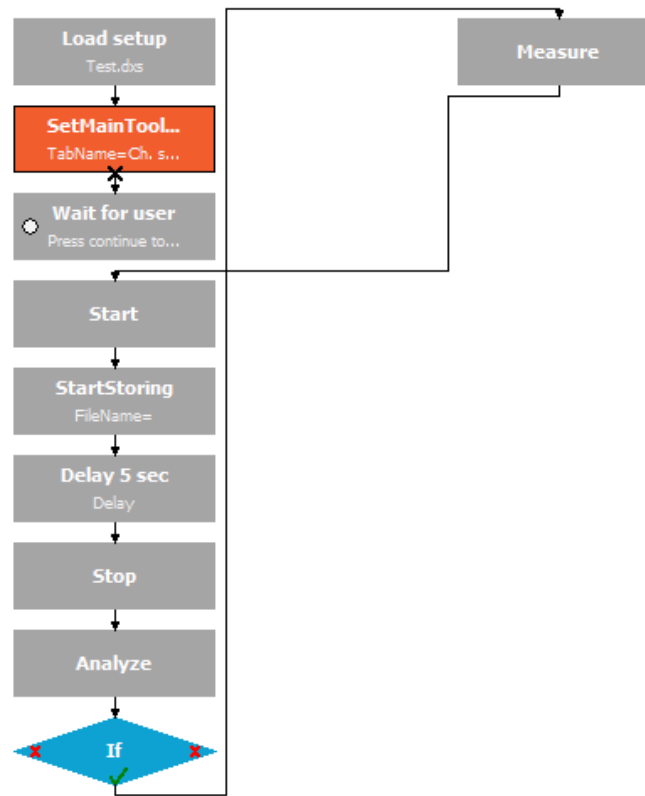 Load setup
Test.dxs
SetMainTool...
TabName=Ch. s...
Wait for user
Press continue to...
Start
StartStoring
FileName=
Delay 5 sec
Delay
Stop
Analyze
If
Measure